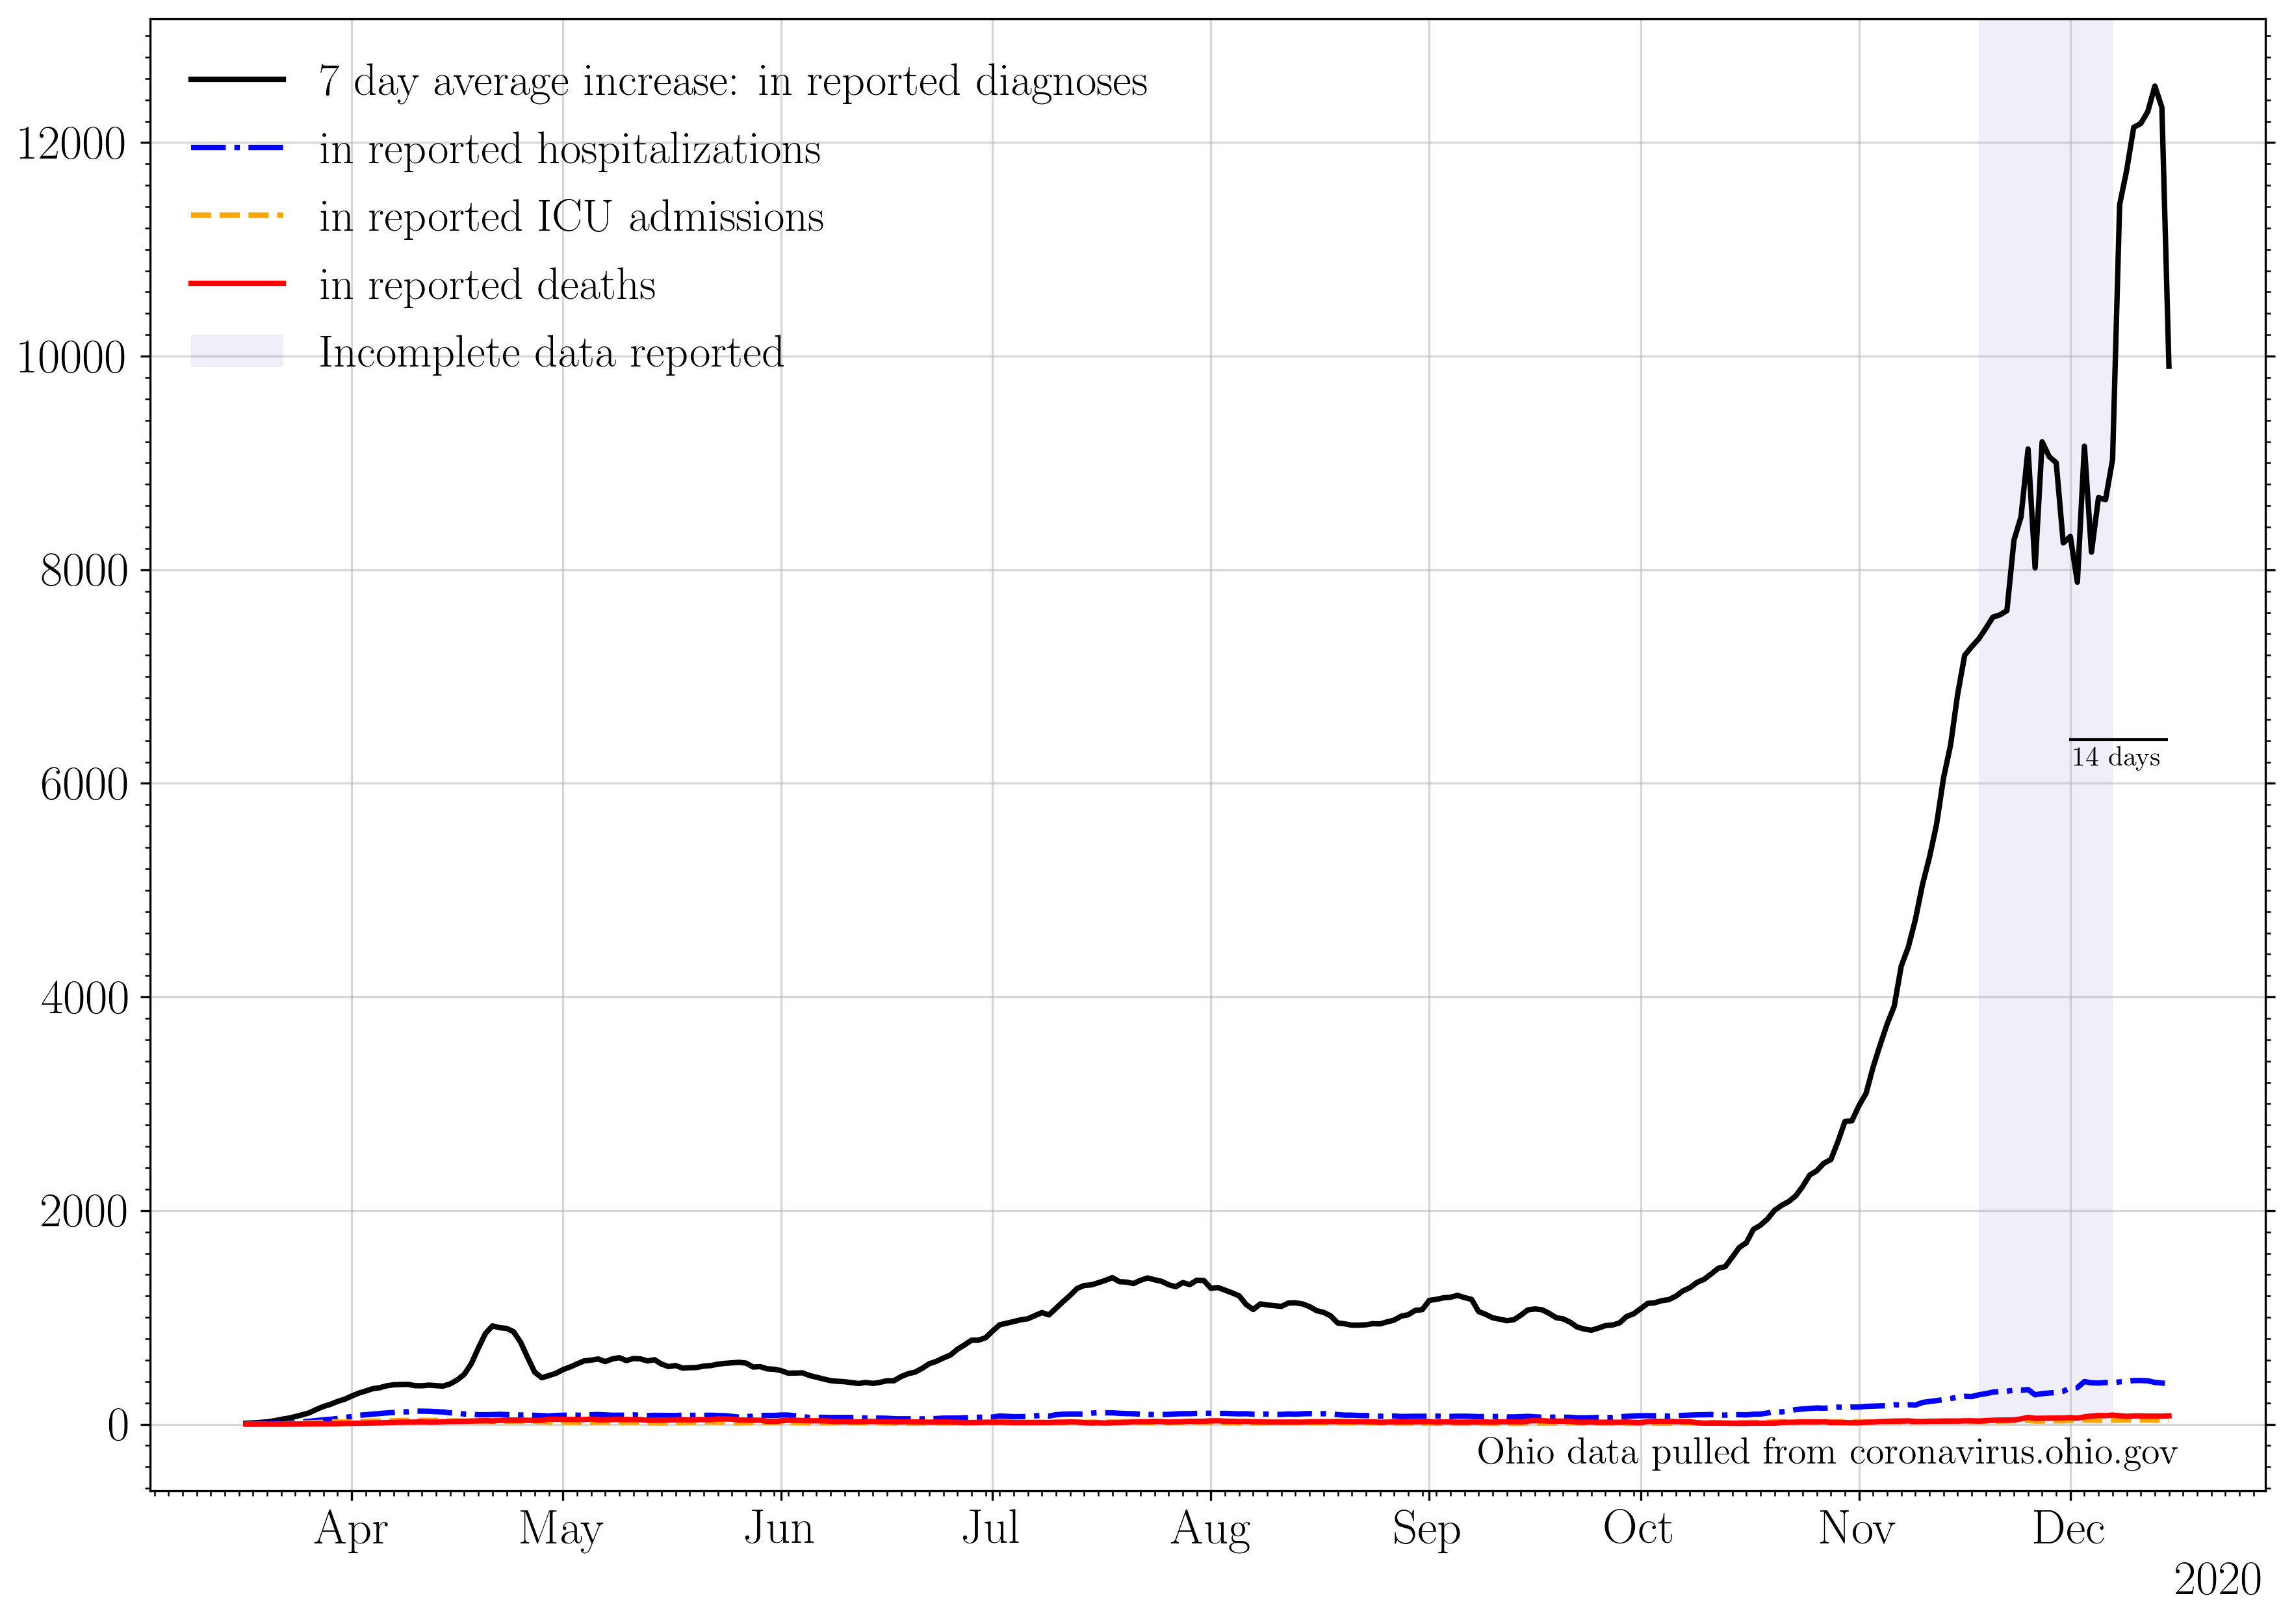 7 day average increase: in reported diagnoses
in reported hospitalizations
in reported ICU admissions
in reported deaths
Incomplete data reported
12000
10000
8000
6000
4000
2000
0
14 days
Ohio data pulled from coronavirus.ohio.gov
Apr May Jun Jul Aug Sep Oct Nov Dec
2020